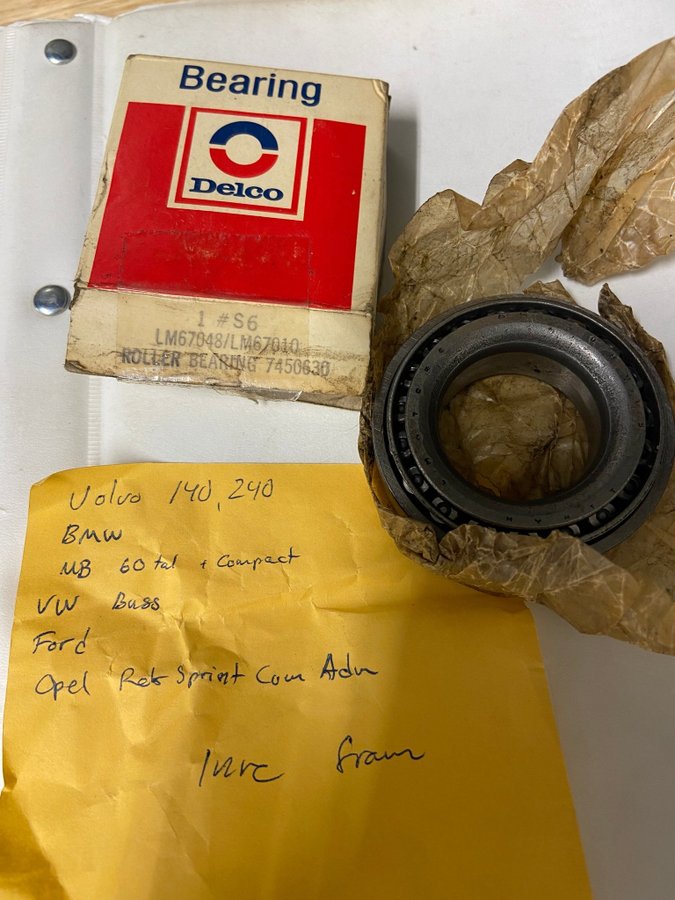 Bearing
Delco
1 #S6
LM67048/LM67010
ROLLER BEARING 7450630
Volvo 140, 240
BMW
MB 60 tal + Compact
VW Buss
Ford
Opel Rek Sprint Com Adm
Inre fram